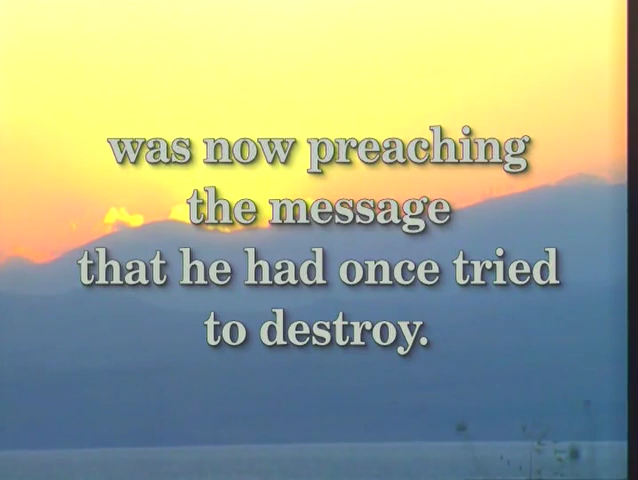 was now preaching
the message
that he had once tried
to destroy.